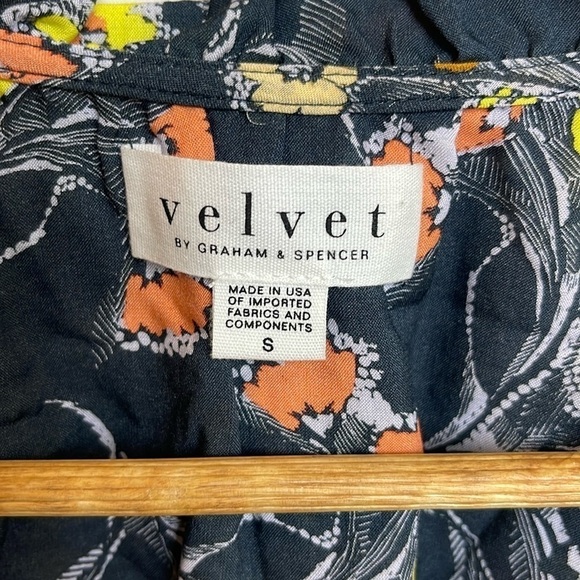 velvet
BY GRAHAM & SPENCER
MADE IN USA
OF IMPORTED
FABRICS AND
COMPONENTS
S